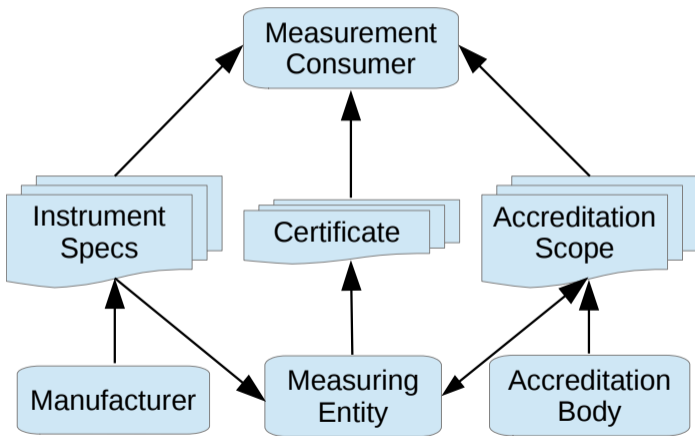 Measurement
Consumer
Instrument
Specs
Certificate
Accreditation
Scope
Manufacturer
Measuring
Entity
Accreditation
Body